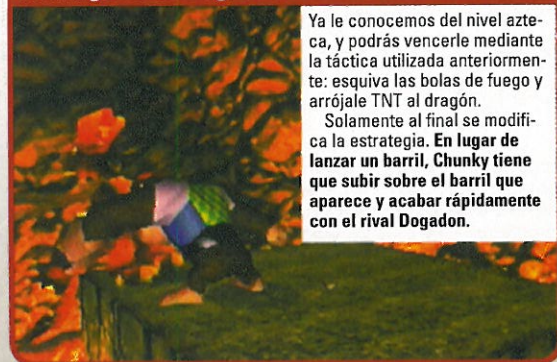 Ya le conocemos del nivel azte-
ca, y podrás vencerle mediante
la táctica utilizada anteriormen-
te: esquiva las bolas de fuego y
arrójale TNT al dragón.
Solamente al final se modifi-
ca la estrategia. En lugar de
lanzar un barril, Chunky tiene
que subir sobre el barril que
aparece y acabar rápidamente
con el rival Dogadon.